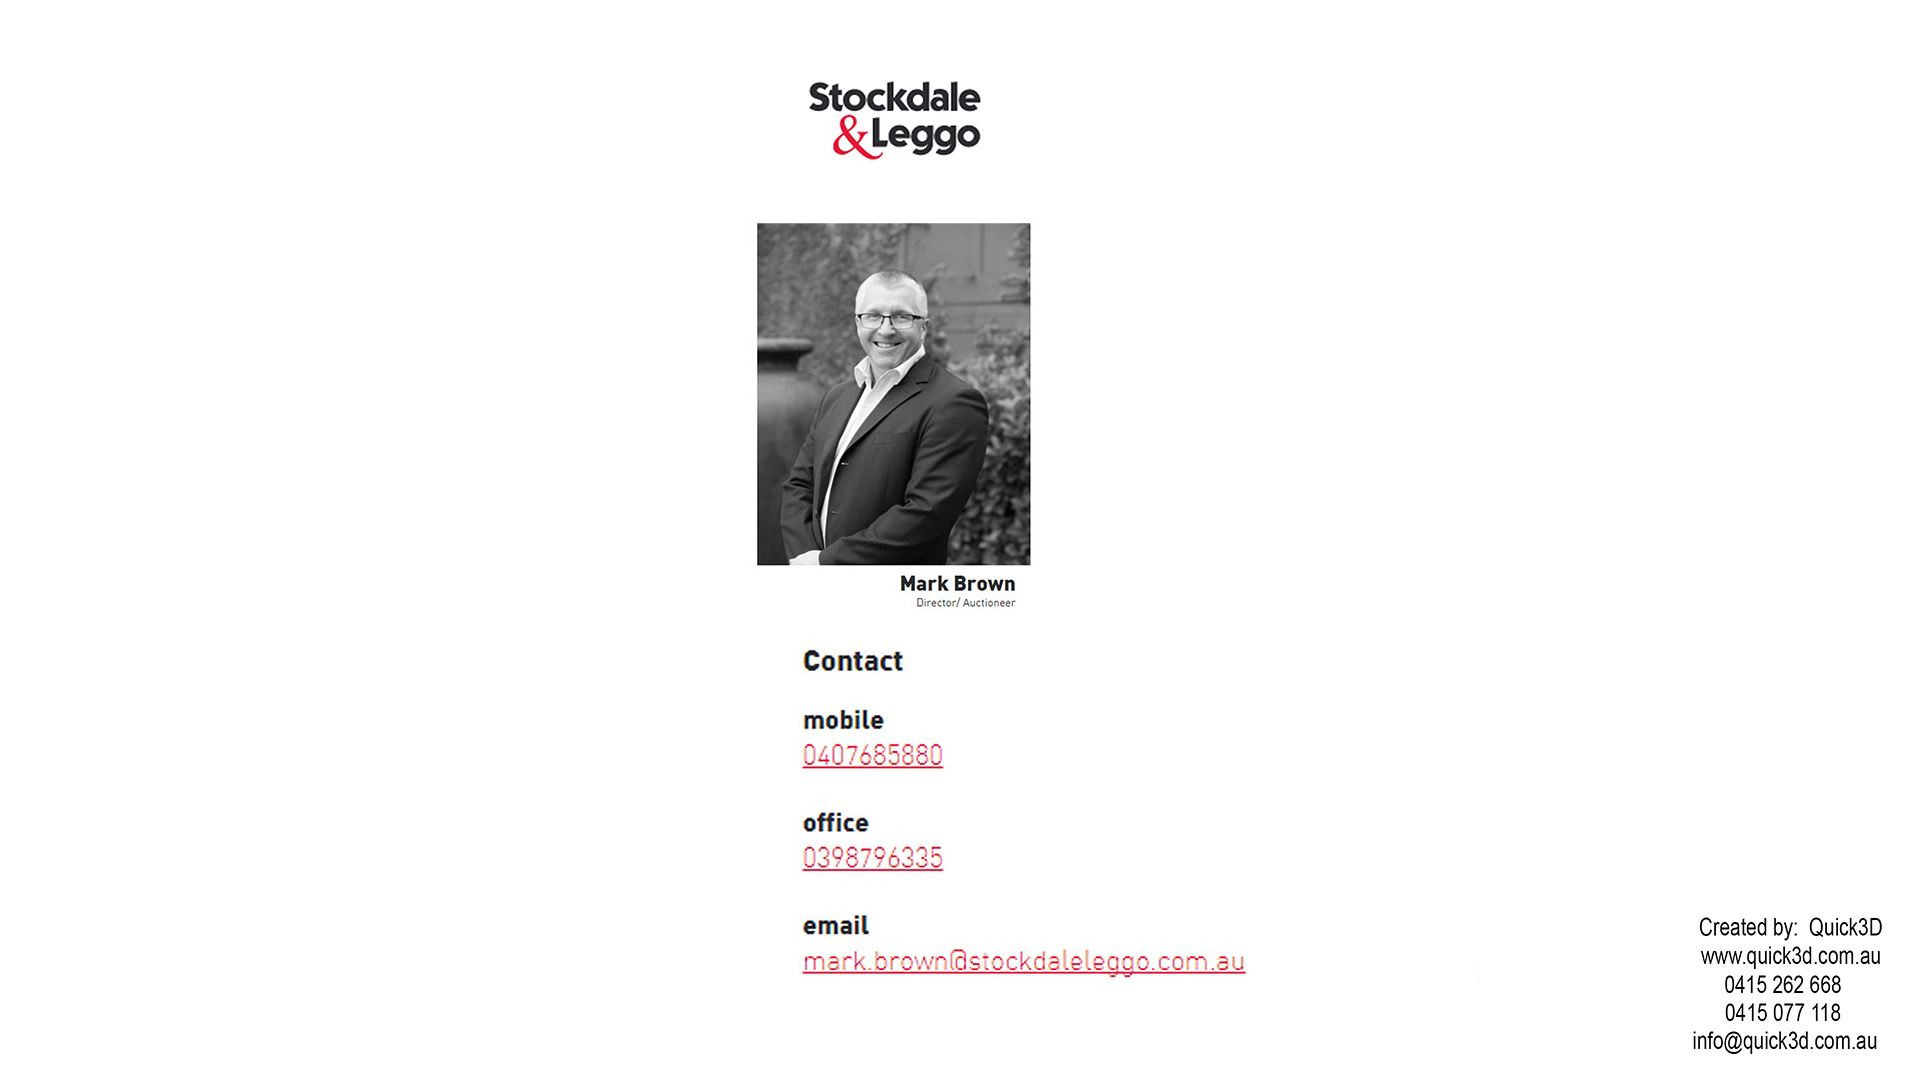 Stockdale
&Leggo
Mark Brown
Director/ Auctioneer
Contact
mobile
0407685880
office
0398796335
email
mark.brown@stockdaleleggo.com.au
Created by: Quick3D
www.quick3d.com.au
0415 262 668
0415 077 118
info@quick3d.com.au